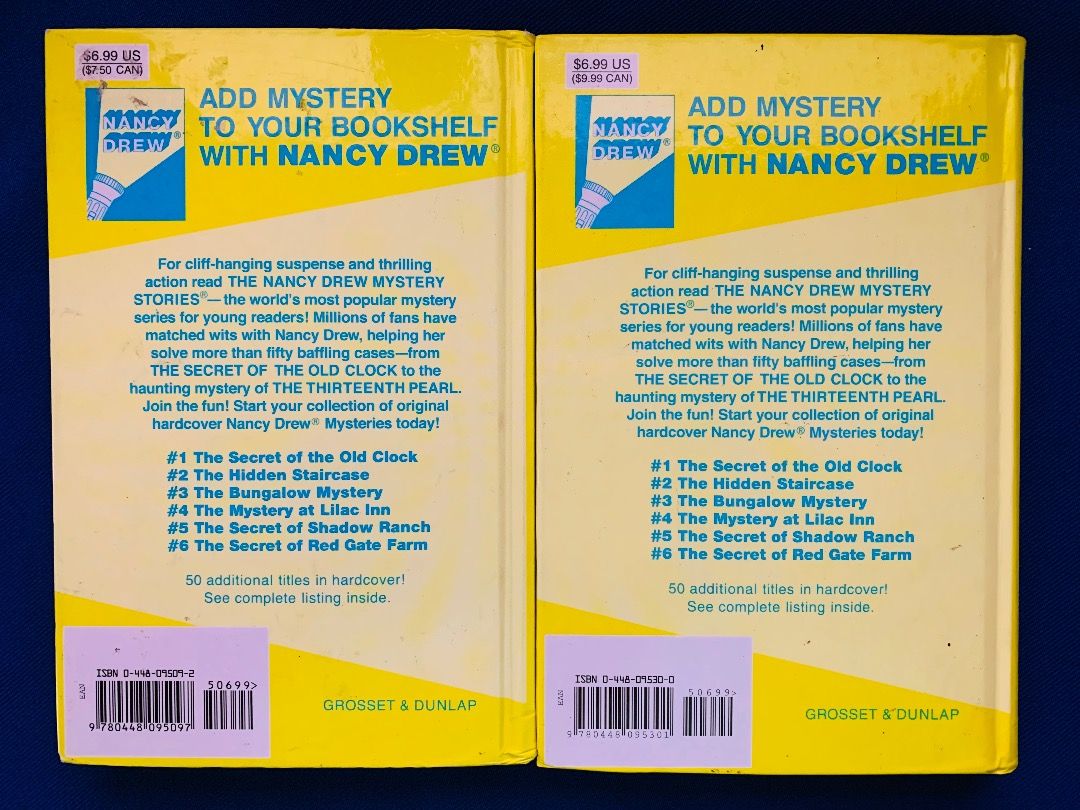 $6.99 US
($7.50 CAN)
NANCY
DREW®
ADD MYSTERY
TO YOUR BOOKSHELF
WITH NANCY DREW®
For cliff-hanging suspense and thrilling
action read THE NANCY DREW MYSTERY
STORIES®—the world's most popular mystery
series for young readers! Millions of fans have
matched wits with Nancy Drew, helping her
solve more than fifty baffling cases—from
THE SECRET OF THE OLD CLOCK to the
haunting mystery of THE THIRTEENTH PEARL.
Join the fun! Start your collection of original
hardcover Nancy Drew® Mysteries today!
#1 The Secret of the Old Clock
#2 The Hidden Staircase
#3 The Bungalow Mystery
#4 The Mystery at Lilac Inn
#5 The Secret of Shadow Ranch
#6 The Secret of Red Gate Farm
50 additional titles in hardcover!
See complete listing inside.
ISBN 0-448-09509-2
50699>
EAN
9 780448 095097
GROSSET & DUNLAP
$6.99 US
($9.99 CAN)
NANCY
DREW®
ADD MYSTERY
TO YOUR BOOKSHELF
WITH NANCY DREW®
For cliff-hanging suspense and thrilling
action read THE NANCY DREW MYSTERY
STORIES®—the world's most popular mystery
series for young readers! Millions of fans have
matched wits with Nancy Drew, helping her
solve more than fifty baffling cases—from
THE SECRET OF THE OLD CLOCK to the
haunting mystery of THE THIRTEENTH PEARL.
Join the fun! Start your collection of original
hardcover Nancy Drew® Mysteries today!
#1 The Secret of the Old Clock
#2 The Hidden Staircase
#3 The Bungalow Mystery
#4 The Mystery at Lilac Inn
#5 The Secret of Shadow Ranch
#6 The Secret of Red Gate Farm
50 additional titles in hardcover!
See complete listing inside.
ISBN 0-448-09530-0
50699>
EAN
9 780448 095301
GROSSET & DUNLAP